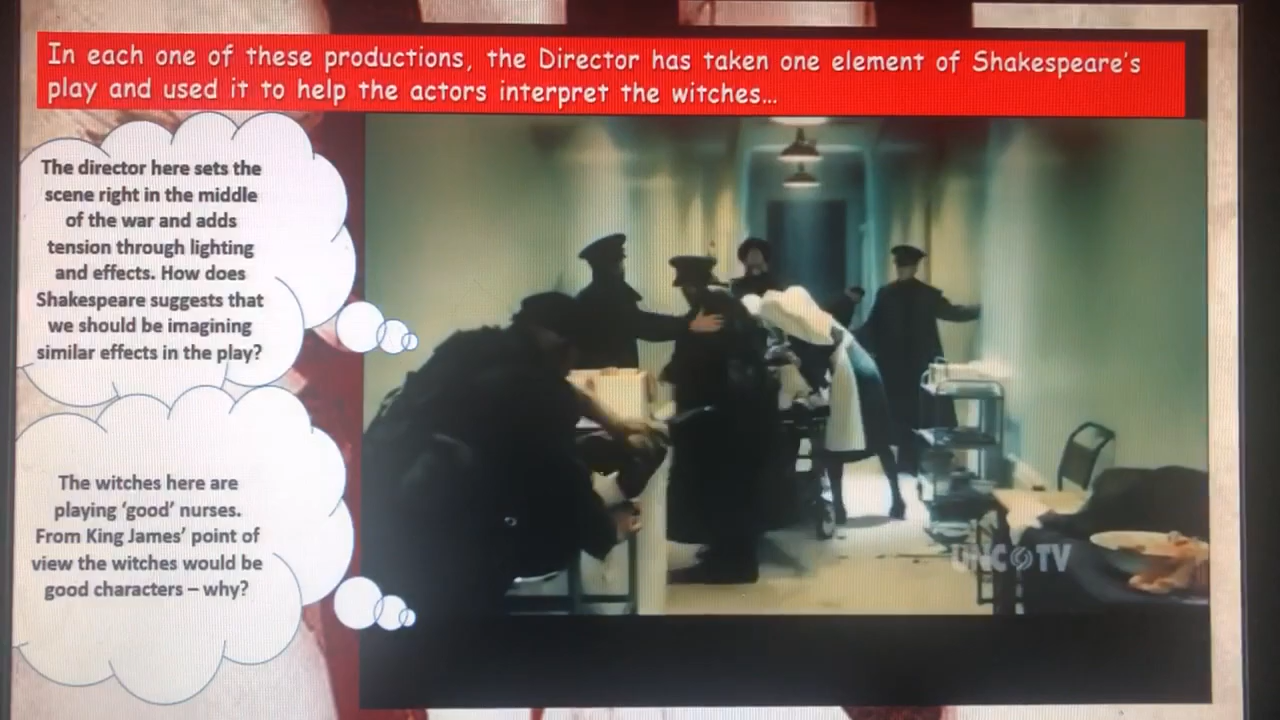 In each one of these productions, the Director has taken one element of Shakespeare's
play and used it to help the actors interpret the witches…
The director here sets the
scene right in the middle
of the war and adds
tension through lighting
and effects. How does
Shakespeare suggests that
we should be imagining
similar effects in the play?
The witches here are
playing ‘good’ nurses.
From King James’ point of
view the witches would be
good characters – why?
UNC TV